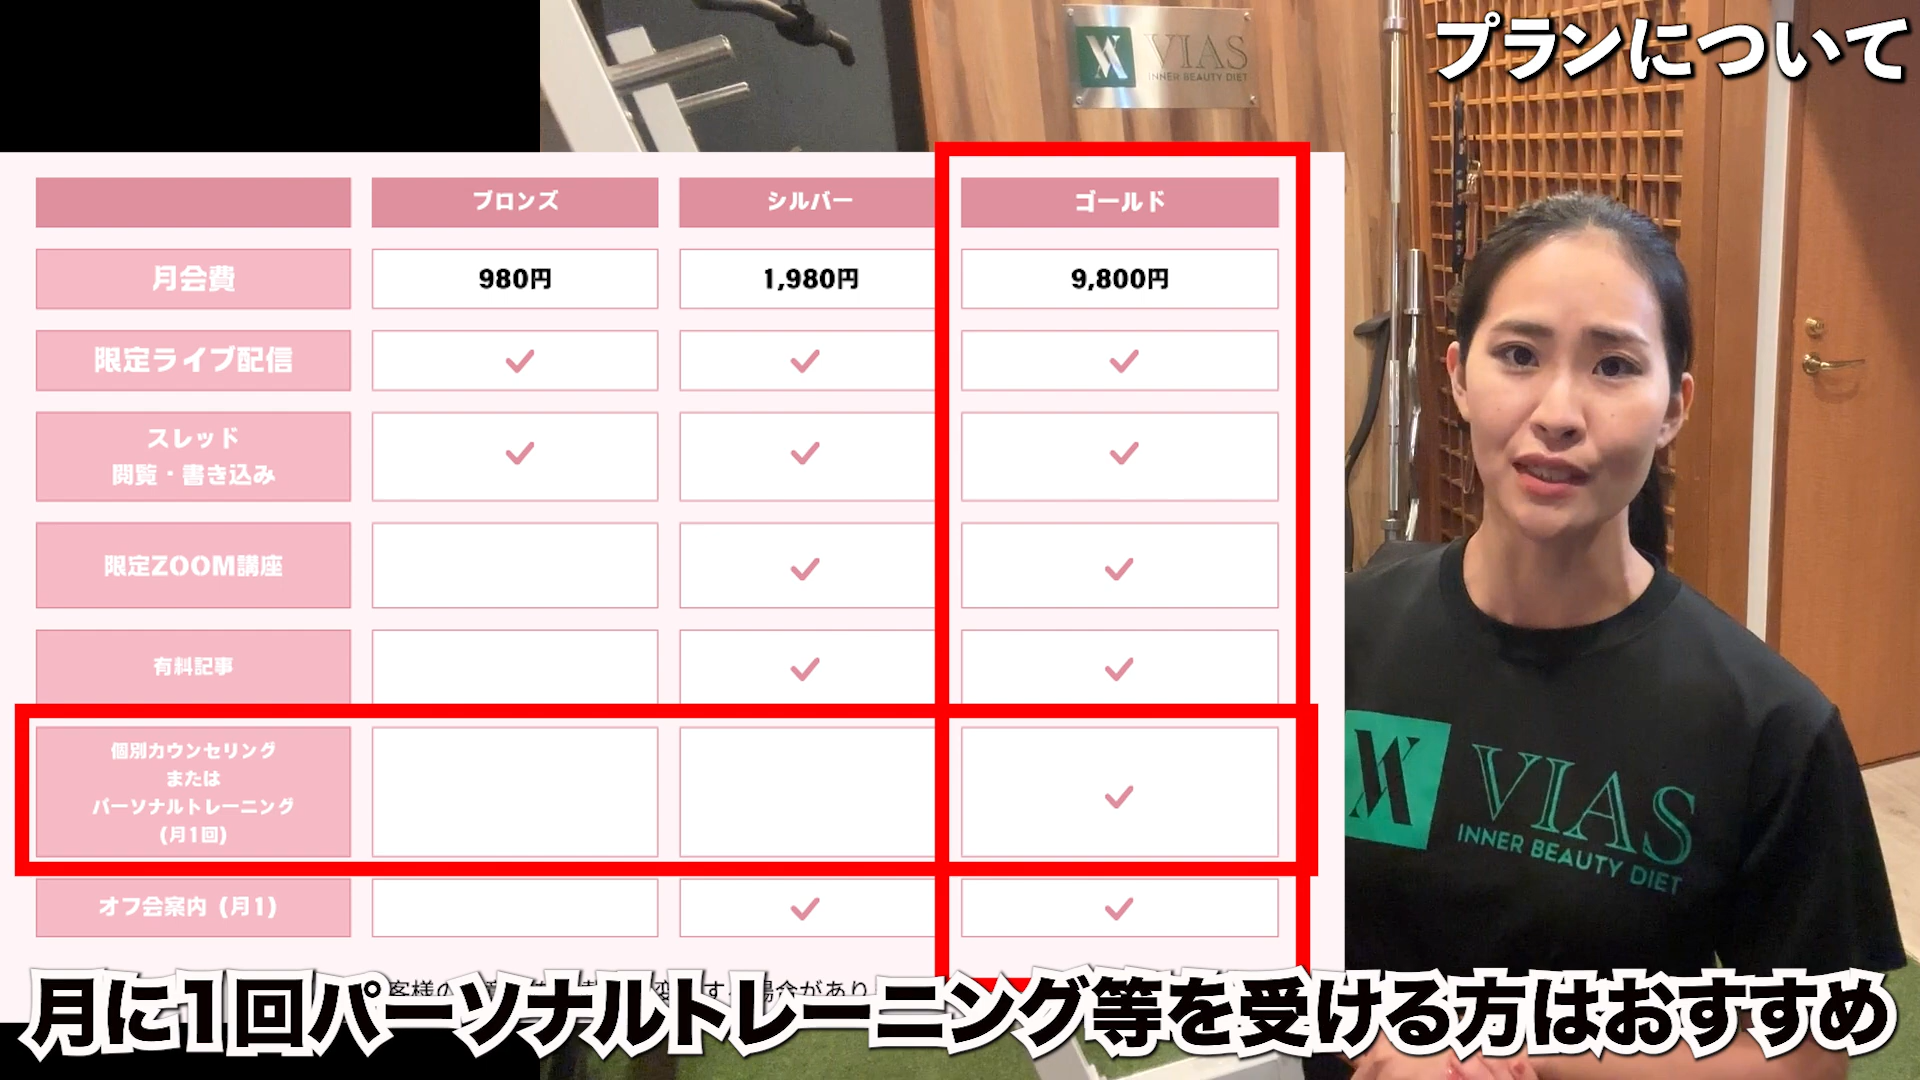 プランについて
VIAS
INNER BEAUTY DIET
ブロンズ
シルバー
ゴールド
月会費
980円
1,980円
9,800円
限定ライブ配信
スレッド
閲覧・書き込み
限定ZOOM講座
有料記事
個別カウンセリング
または
パーソナルトレーニング
(月1回)
オフ会案内(月1)
VIAS
INNER BEAUTY DIET
月に1回パーソナルトレーニング等を受ける方はおすすめ